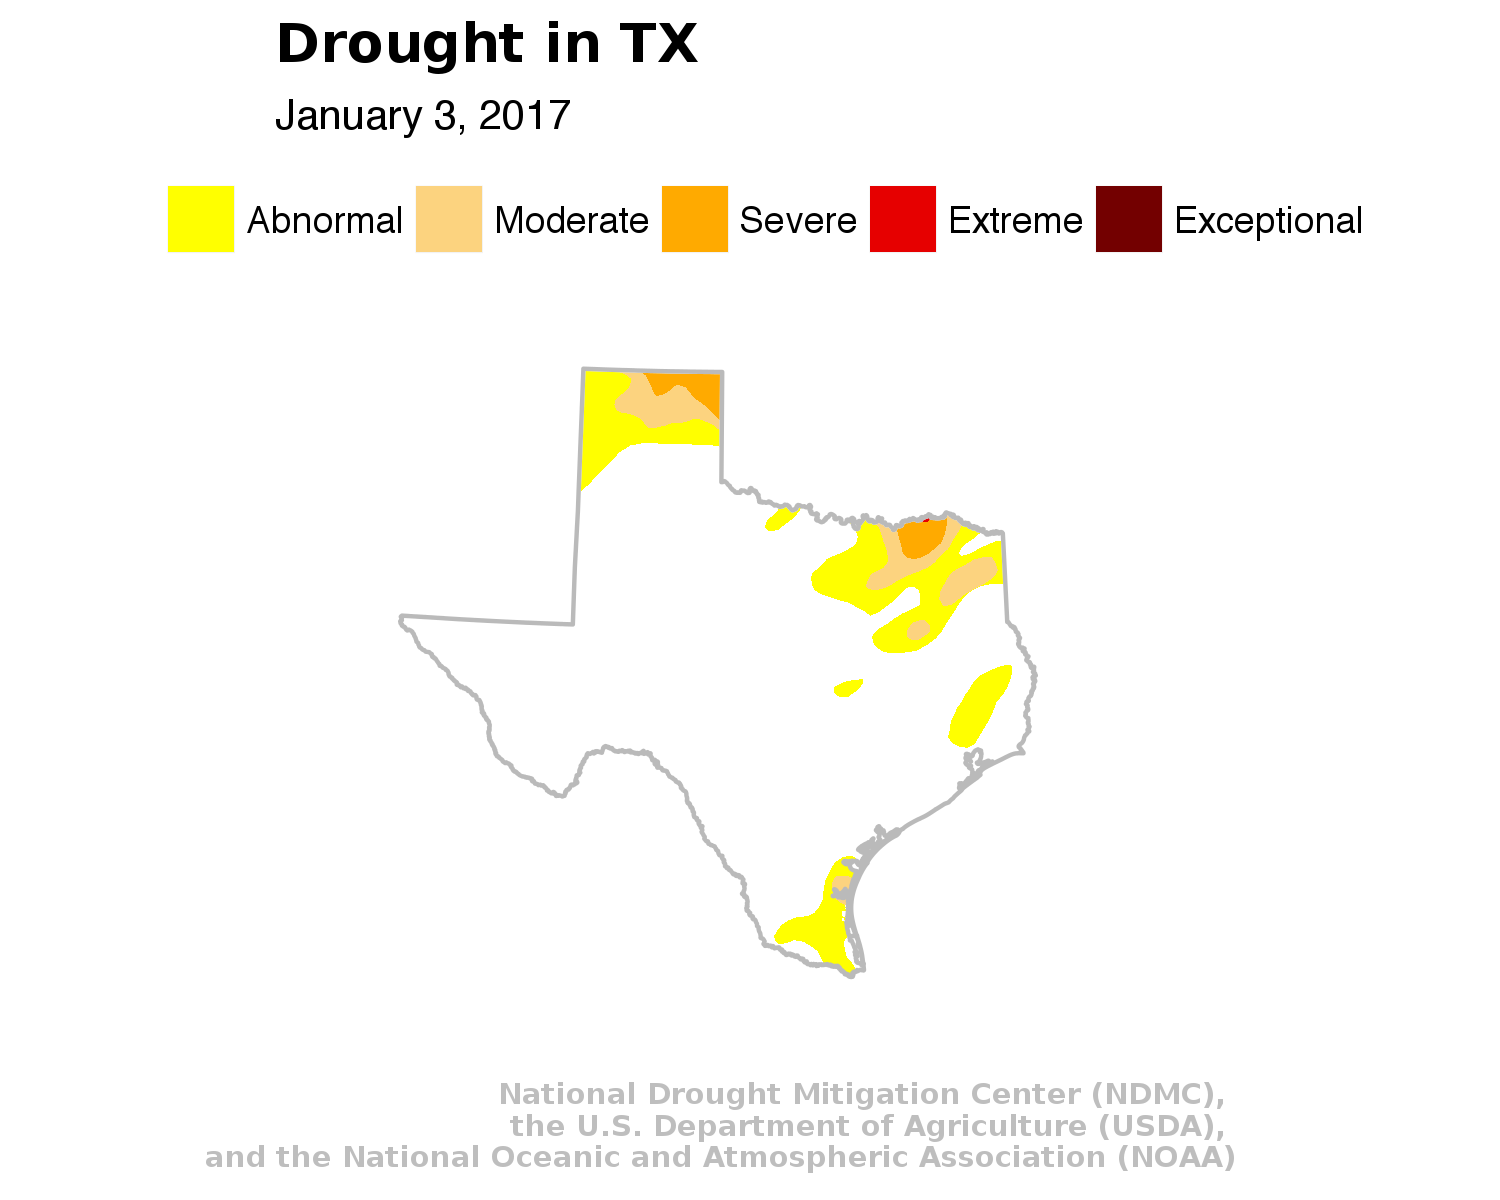 Drought in TX
January 3, 2017
Abnormal Moderate Severe Extreme Exceptional
National Drought Mitigation Center (NDMC),
the U.S. Department of Agriculture (USDA),
and the National Oceanic and Atmospheric Association (NOAA)